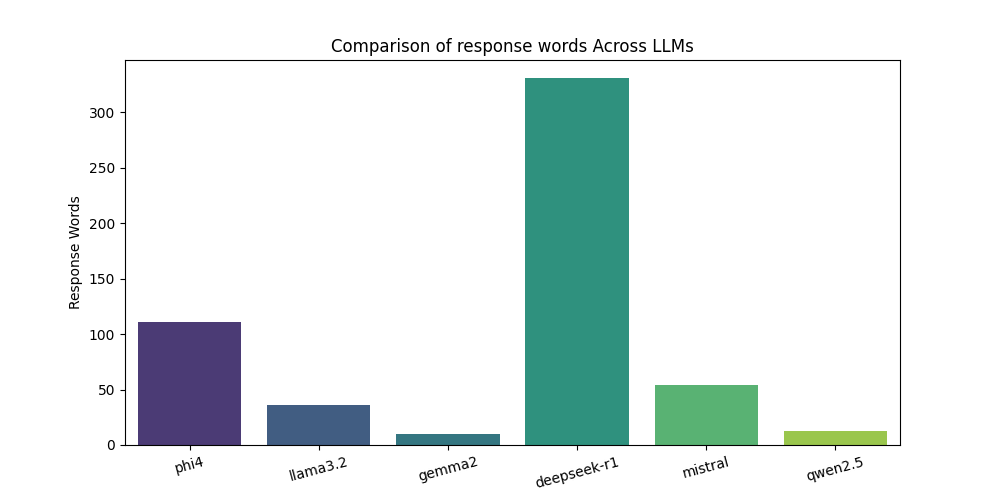 Comparison of response words Across LLMs
Response Words
300
250
200
150
100
50
0
phi4
llama3.2
gemma2
deepseek-r1
mistral
qwen2.5